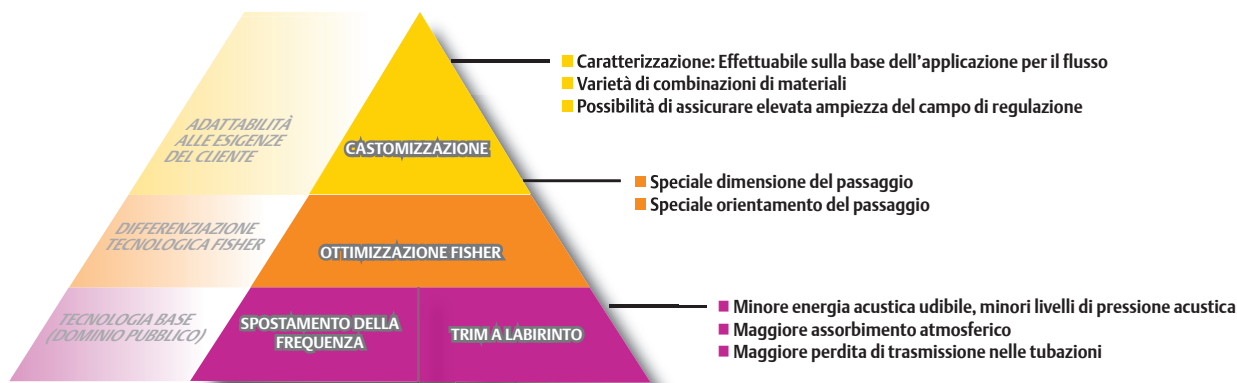 Caratterizzazione: Effettuabile sulla base dell’applicazione per il flusso
Varietà di combinazioni di materiali
Possibilità di assicurare elevata ampiezza del campo di regulazione
ADATTABILITÀ
ALLE ESIGENZE
DEL CLIENTE
CASTOMIZZAZIONE
Speciale dimensione del passaggio
Speciale orientamento del passaggio
DIFFERENZIAZIONE
TECNOLOGICA FISHER
OTTIMIZZAZIONE FISHER
TECNOLOGIA BASE
(DOMINIO PUBBLICO)
SPOSTAMENTO DELLA
FREQUENZA
TRIM A LABIRINTO
Minore energia acustica udibile, minori livelli di pressione acustica
Maggiore assorbimento atmosferico
Maggiore perdita di trasmissione nelle tubazioni